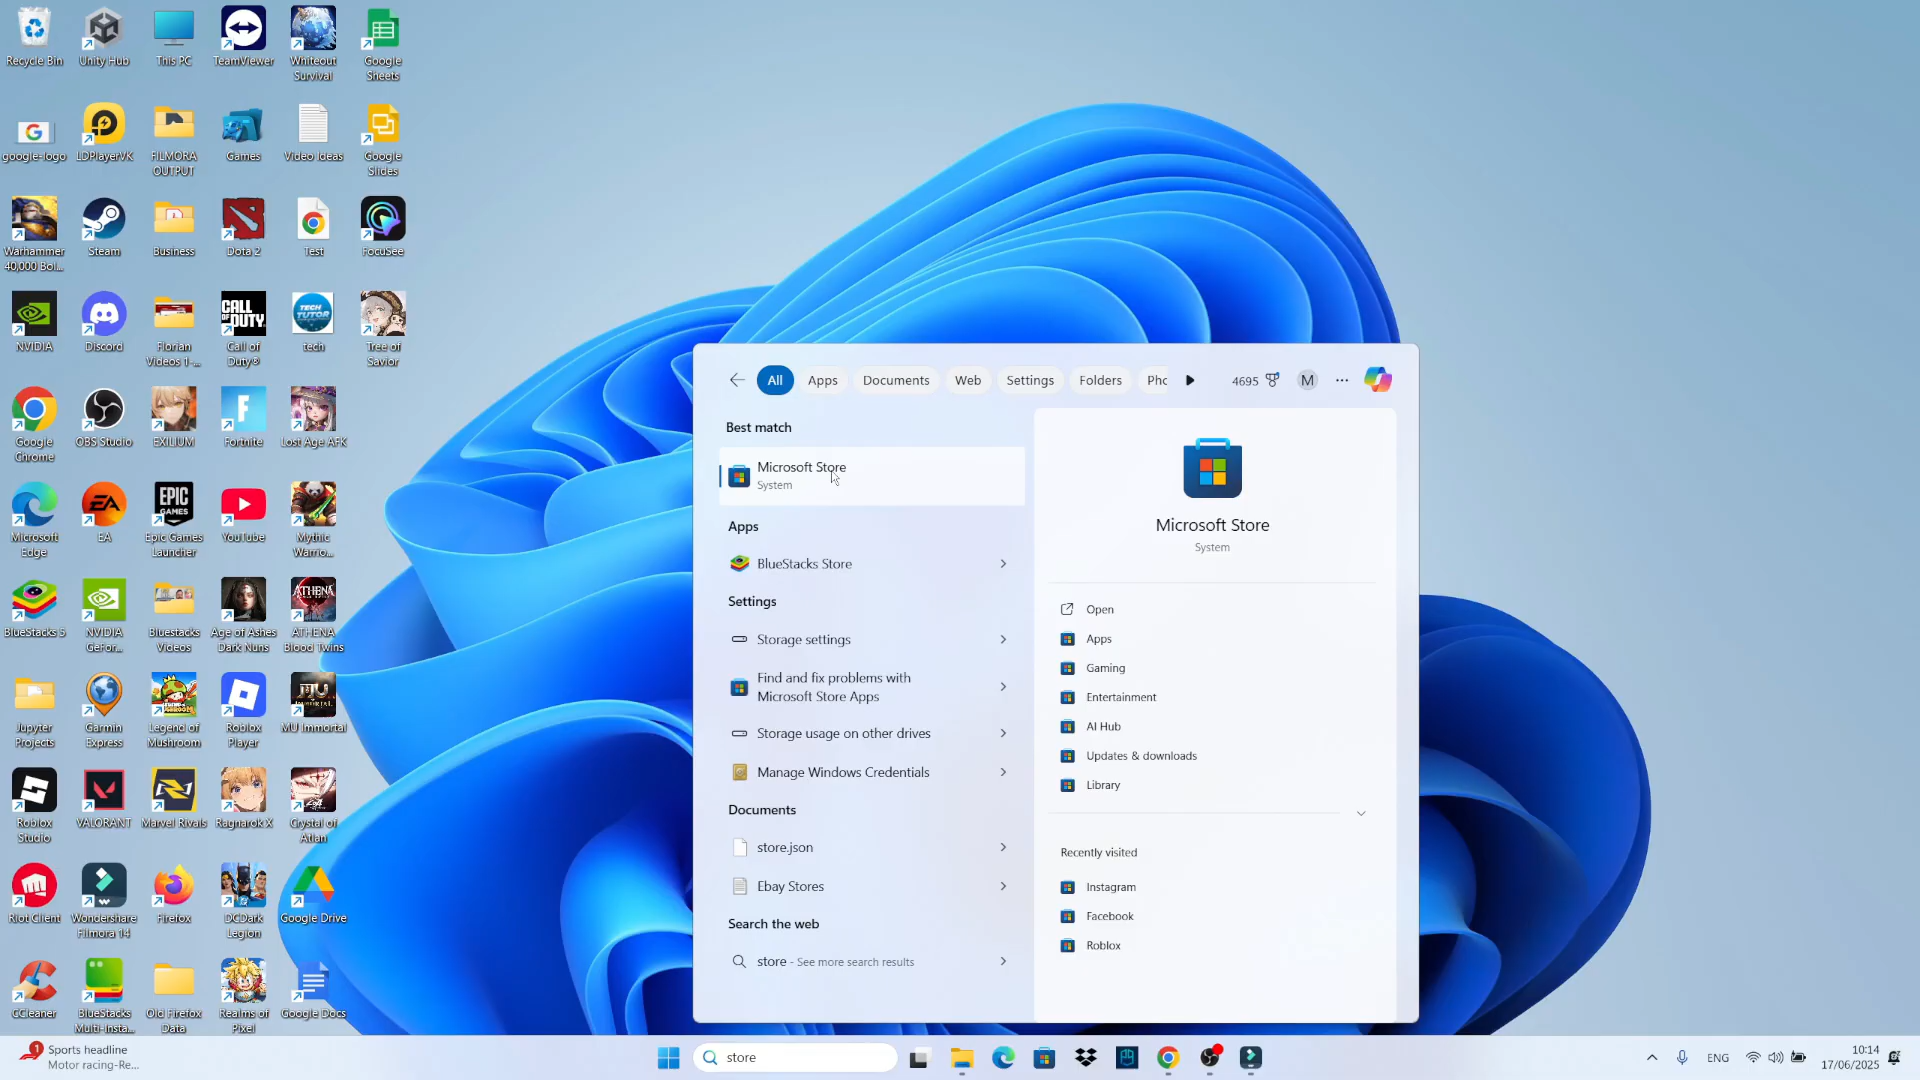 Recycle Bin
Unity Hub
This PC
TeamViewer
Whiteout
Survival
Google
Sheets
google-logo
LDPlayerVK
FILMORA
OUTPUT
Games
Video Ideas
Google
Slides
Warhammer
40,000 Bol...
Steam
Business
Dota 2
Test
FocuSee
NVIDIA
Discord
Florian
Videos 1-...
CALL OF DUTY
Call of
Duty®
TECH
TUTOR
tech
Tree of
Savior
Google
Chrome
OBS Studio
EXILIUM
Fortnite
Lost Age AFK
Microsoft
Edge
EA
EPIC
GAMES
Epic Games
Launcher
YouTube
Mythic
Warrio...
BlueStacks 5
NVIDIA
GeFor...
Bluestacks
Videos
Age of Ashes
Dark Nuns
ATHENA
ATHENA
Blood Twins
Jupyter
Projects
Garmin
Express
Legend of
Mushroom
Roblox
Player
MU Immortal
Roblox
Studio
VALORANT
Marvel Rivals
Ragnarok X
Crystal of
Atlan
Riot Client
Wondershare
Filmora 14
Firefox
DCDark
Legion
Google Drive
CCleaner
BlueStacks
Multi-Insta...
Old Firefox
Data
Realms of
Pixel
Google Docs
All
Apps
Documents
Web
Settings
Folders
Phc
4695
M
Best match
Microsoft Store
System
Apps
BlueStacks Store
Settings
Storage settings
Find and fix problems with
Microsoft Store Apps
Storage usage on other drives
Manage Windows Credentials
Documents
store.json
Ebay Stores
Search the web
store - See more search results
Microsoft Store
System
Open
Apps
Gaming
Entertainment
AI Hub
Updates & downloads
Library
Recently visited
Instagram
Facebook
Roblox
1
Sports headline
Motor racing-Re...
store
ENG
10:14
17/06/2025